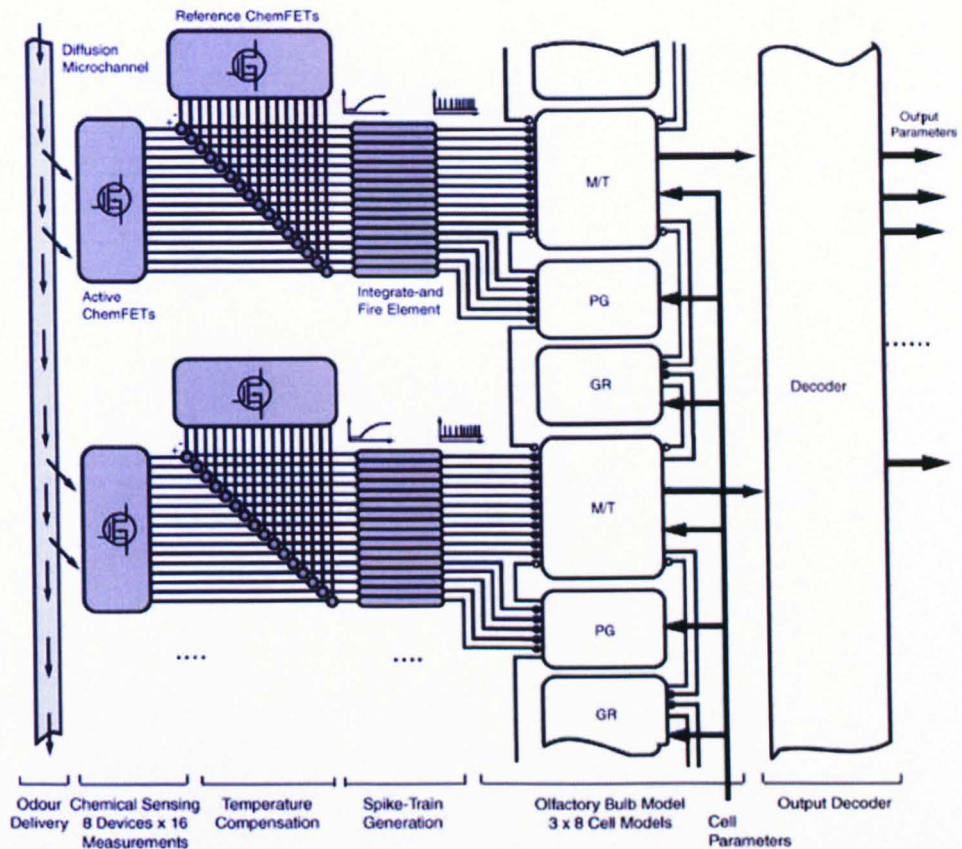 Reference ChemFETs
Diffusion
Microchannel
+ -
Active
ChemFETs
Integrate-and
Fire Element
M/T
PG
GR
Output
Parameters
Decoder
......
+ -
M/T
PG
GR
....
....
Odour
Delivery
Chemical Sensing
8 Devices x 16
Measurements
Temperature
Compensation
Spike-Train
Generation
Olfactory Bulb Model
3 x 8 Cell Models
Cell
Parameters
Output Decoder